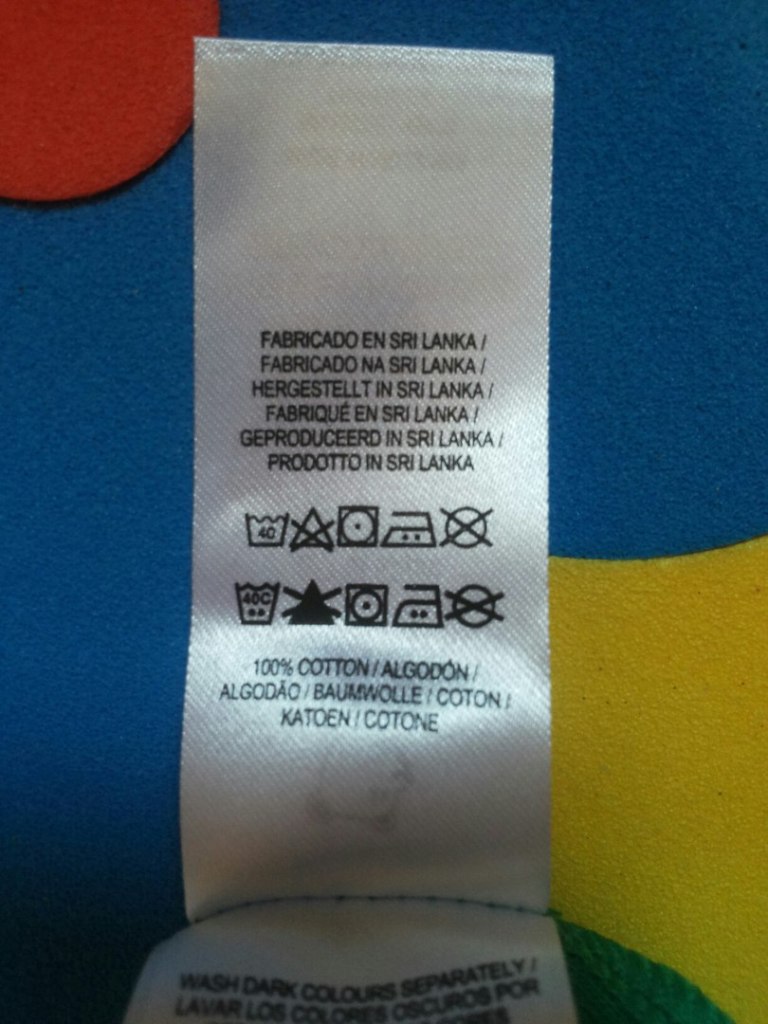 FABRICADO EN SRI LANKA /
FABRICADO NA SRI LANKA /
HERGESTELLT IN SRI LANKA /
FABRIQUÉ EN SRI LANKA /
GEPRODUCEERD IN SRI LANKA /
PRODOTTO IN SRI LANKA
40
40C
100% COTTON / ALGODÓN /
ALGODÃO / BAUMWOLLE / COTON /
KATOEN / COTONE
WASH DARK COLOURS SEPARATELY /
LAVAR LOS COLORES OSCUROS POR